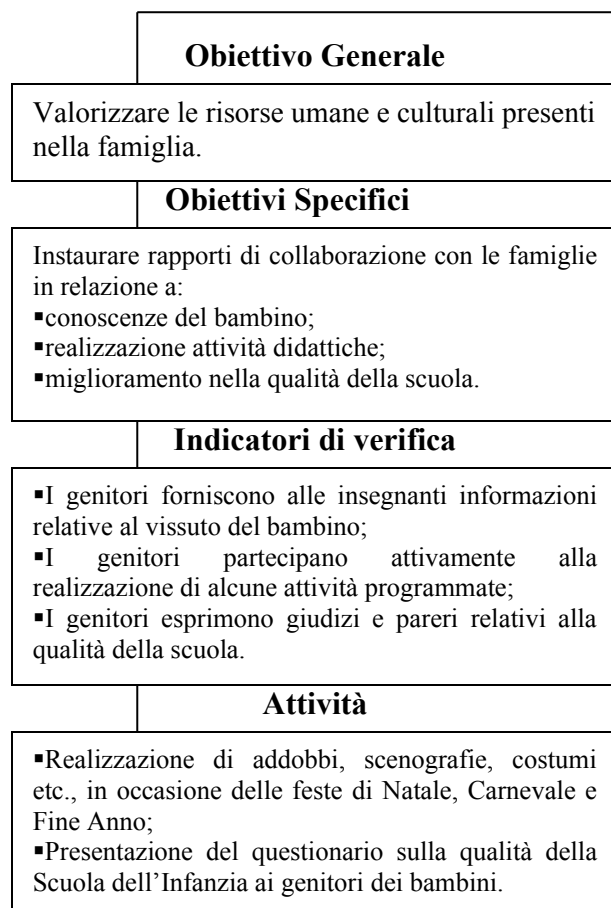 Obiettivo Generale
Valorizzare le risorse umane e culturali presenti
nella famiglia.
Obiettivi Specifici
Instaurare rapporti di collaborazione con le famiglie
in relazione a:
▪conoscenze del bambino;
▪realizzazione attività didattiche;
▪miglioramento nella qualità della scuola.
Indicatori di verifica
▪I genitori forniscono alle insegnanti informazioni
relative al vissuto del bambino;
▪I genitori partecipano attivamente alla
realizzazione di alcune attività programmate;
▪I genitori esprimono giudizi e pareri relativi alla
qualità della scuola.
Attività
▪Realizzazione di addobbi, scenografie, costumi
etc., in occasione delle feste di Natale, Carnevale e
Fine Anno;
▪Presentazione del questionario sulla qualità della
Scuola dell’Infanzia ai genitori dei bambini.